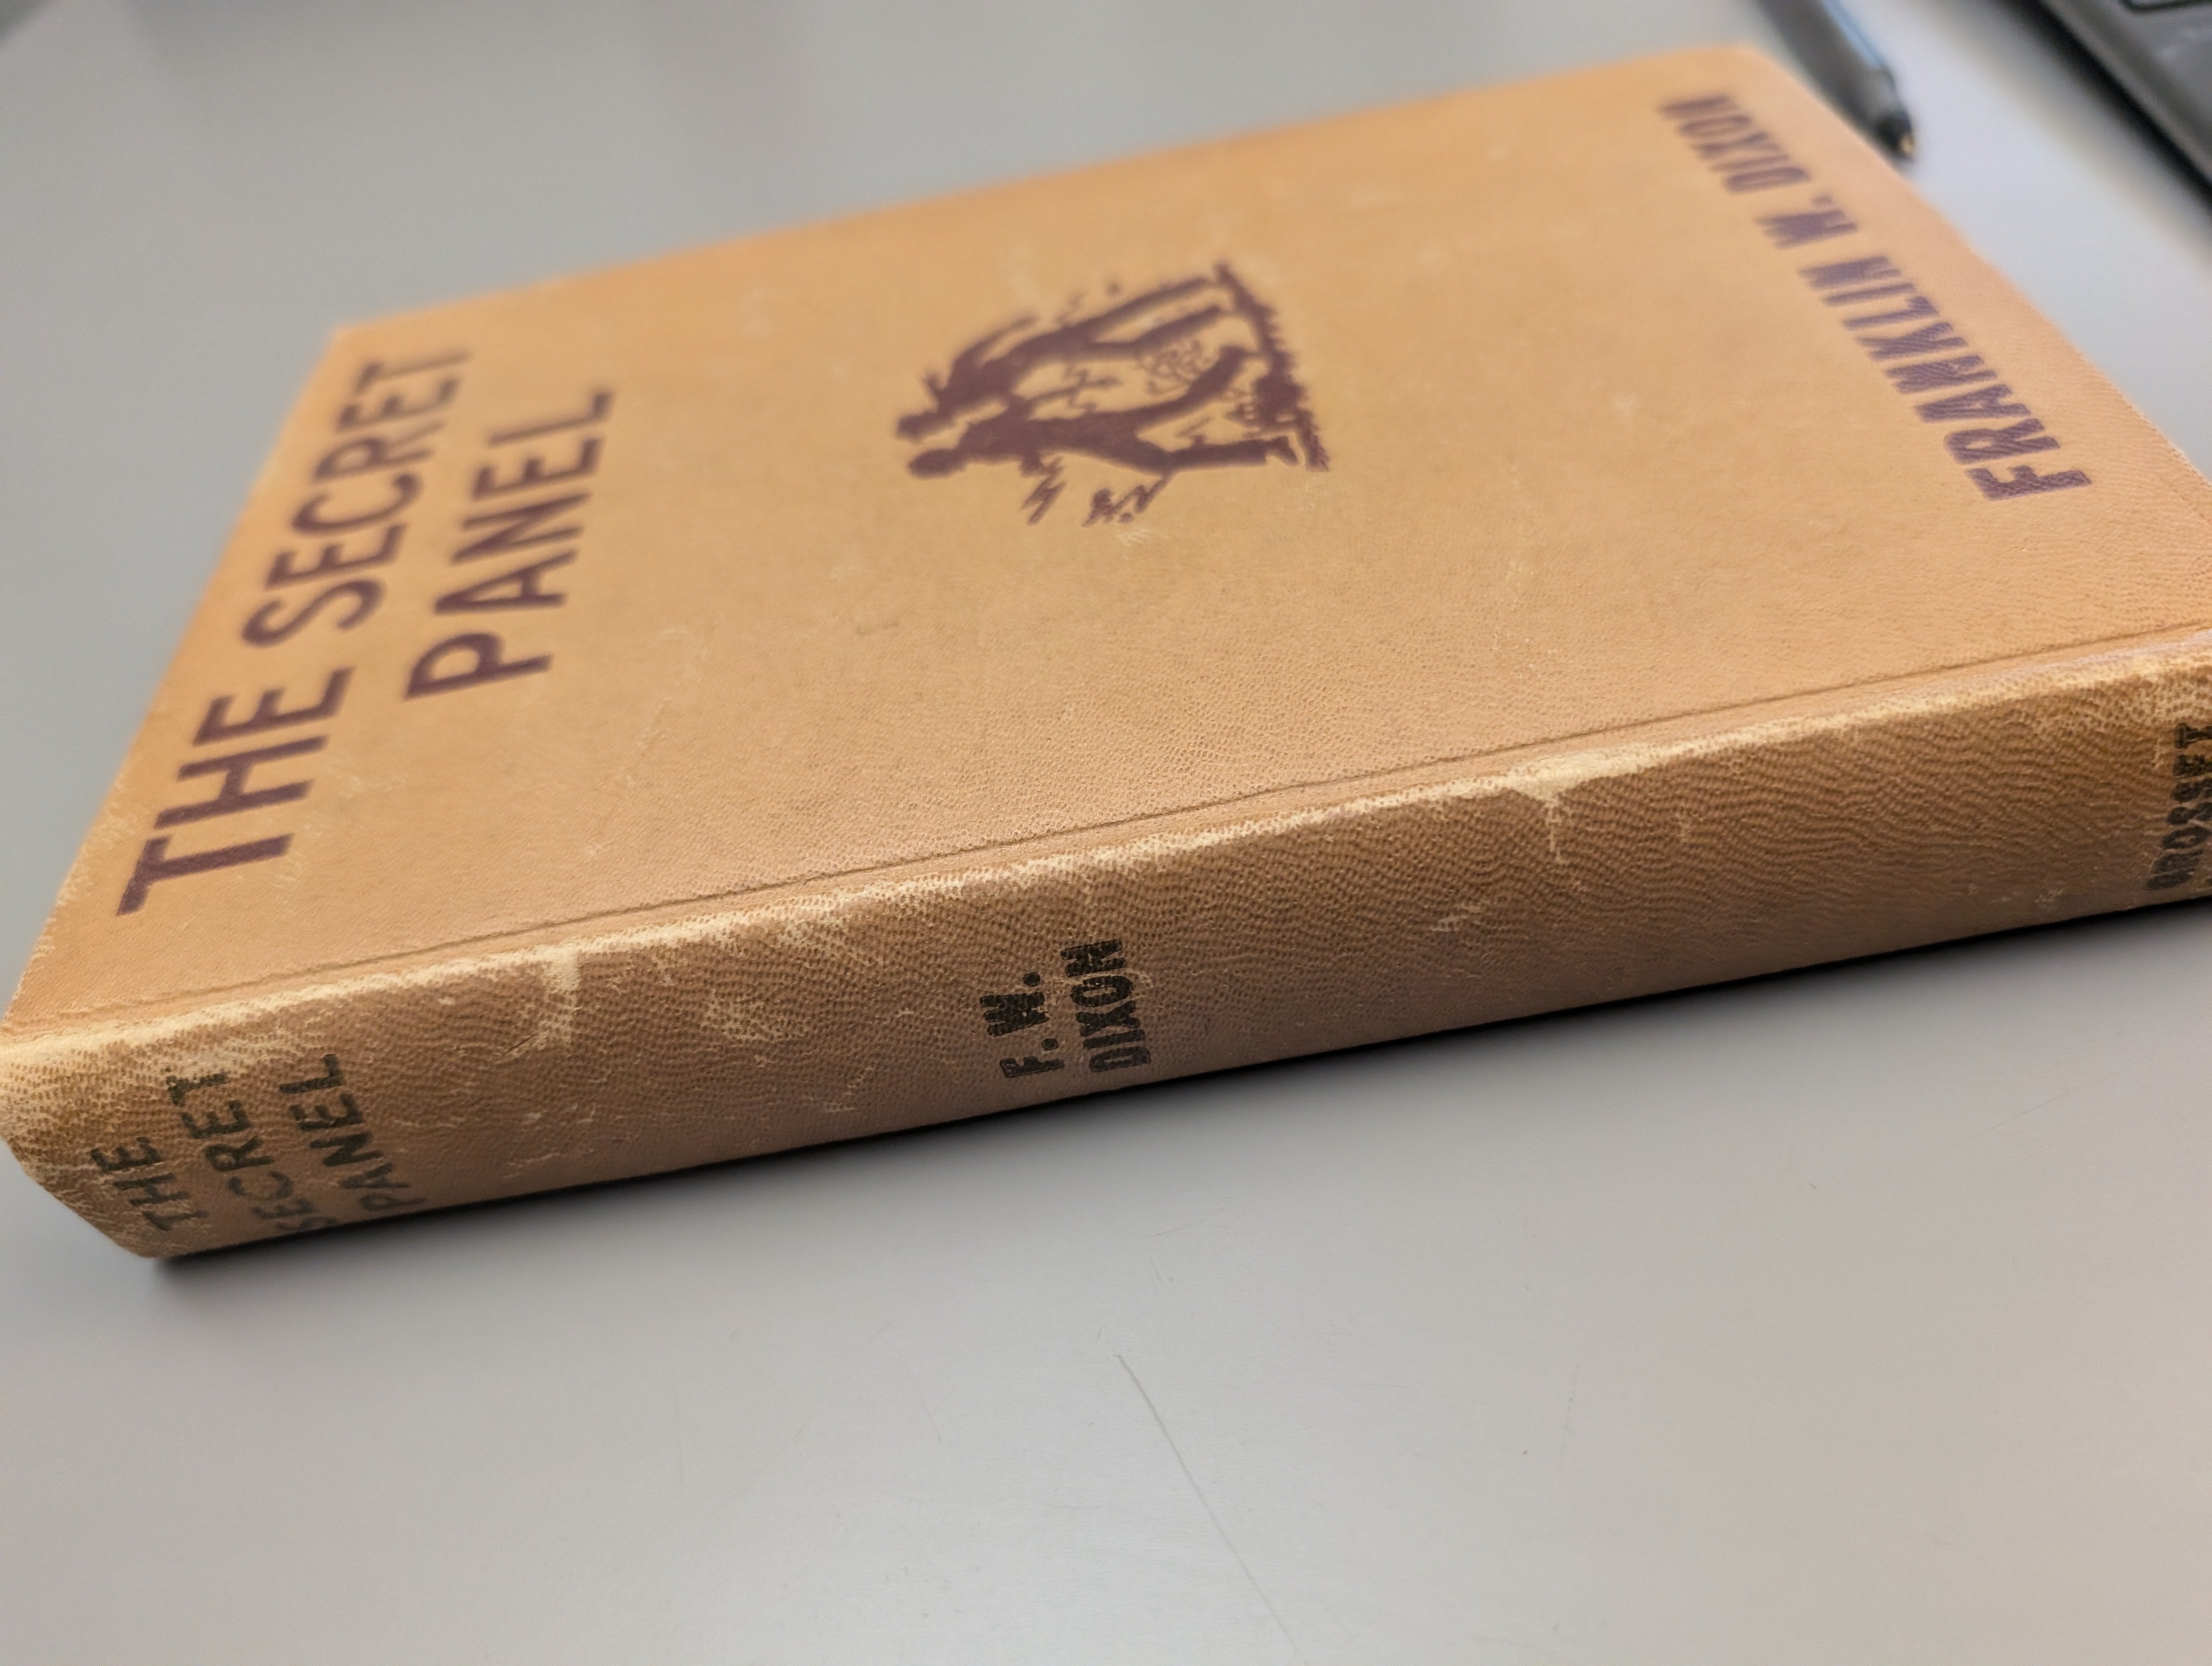 THE SECRET
PANEL
FRANKLIN W. DIXON
THE
SECRET
PANEL
F. W.
DIXON
GROSSET